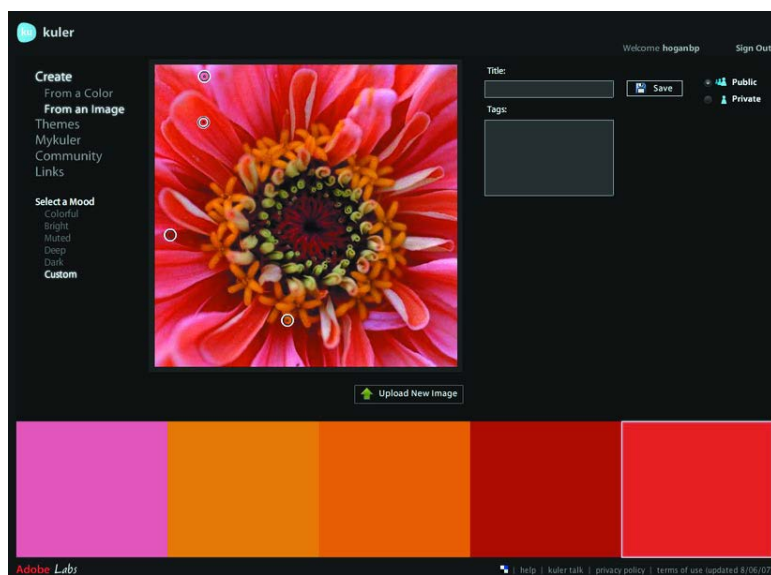 ku kuler
Welcome hoganbp Sign Out
Create
From a Color
From an Image
Themes
Mykuler
Community
Links
Select a Mood
Colorful
Bright
Muted
Deep
Dark
Custom
Title:
Save
Public
Private
Tags:
Upload New Image
Adobe Labs
| help | kuler talk | privacy policy | terms of use (updated 8/06/07)